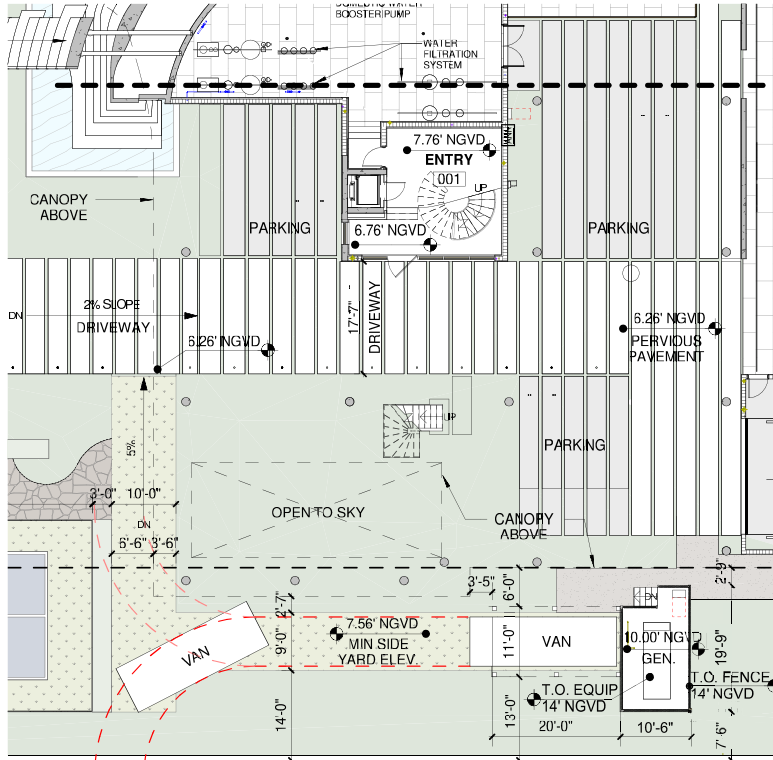 DOMESTIC WATER
BOOSTER PUMP
WATER
FILTRATION
SYSTEM
7.76' NGVD
ENTRY
001
UP
CANOPY
ABOVE
PARKING
PARKING
6.76' NGVD
DN
2% SLOPE
DRIVEWAY
6.26' NGVD
17'-7"
DRIVEWAY
6.26' NGVD
PERVIOUS
PAVEMENT
UP
5%
PARKING
3'-0"
10'-0"
OPEN TO SKY
CANOPY
ABOVE
DN
6'-6"
3'-6"
3'-5"
6'-0"
2'-9"
2'-7"
DN
7.56' NGVD
MIN SIDE
YARD ELEV.
9'-0"
VAN
11'-0"
VAN
10.00' NGVD
GEN.
19'-9"
T.O. EQUIP
14' NGVD
T.O. FENCE
14' NGVD
14'-0"
13'-0"
20'-0"
10'-6"
7' 6"